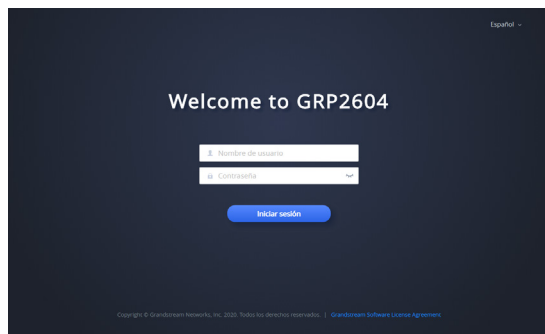 Español
Welcome to GRP2604
Nombre de usuario
Contraseña
Iniciar sesión
Copyright © Grandstream Networks, Inc. 2020. Todos los derechos reservados. | Grandstream Software License Agreement